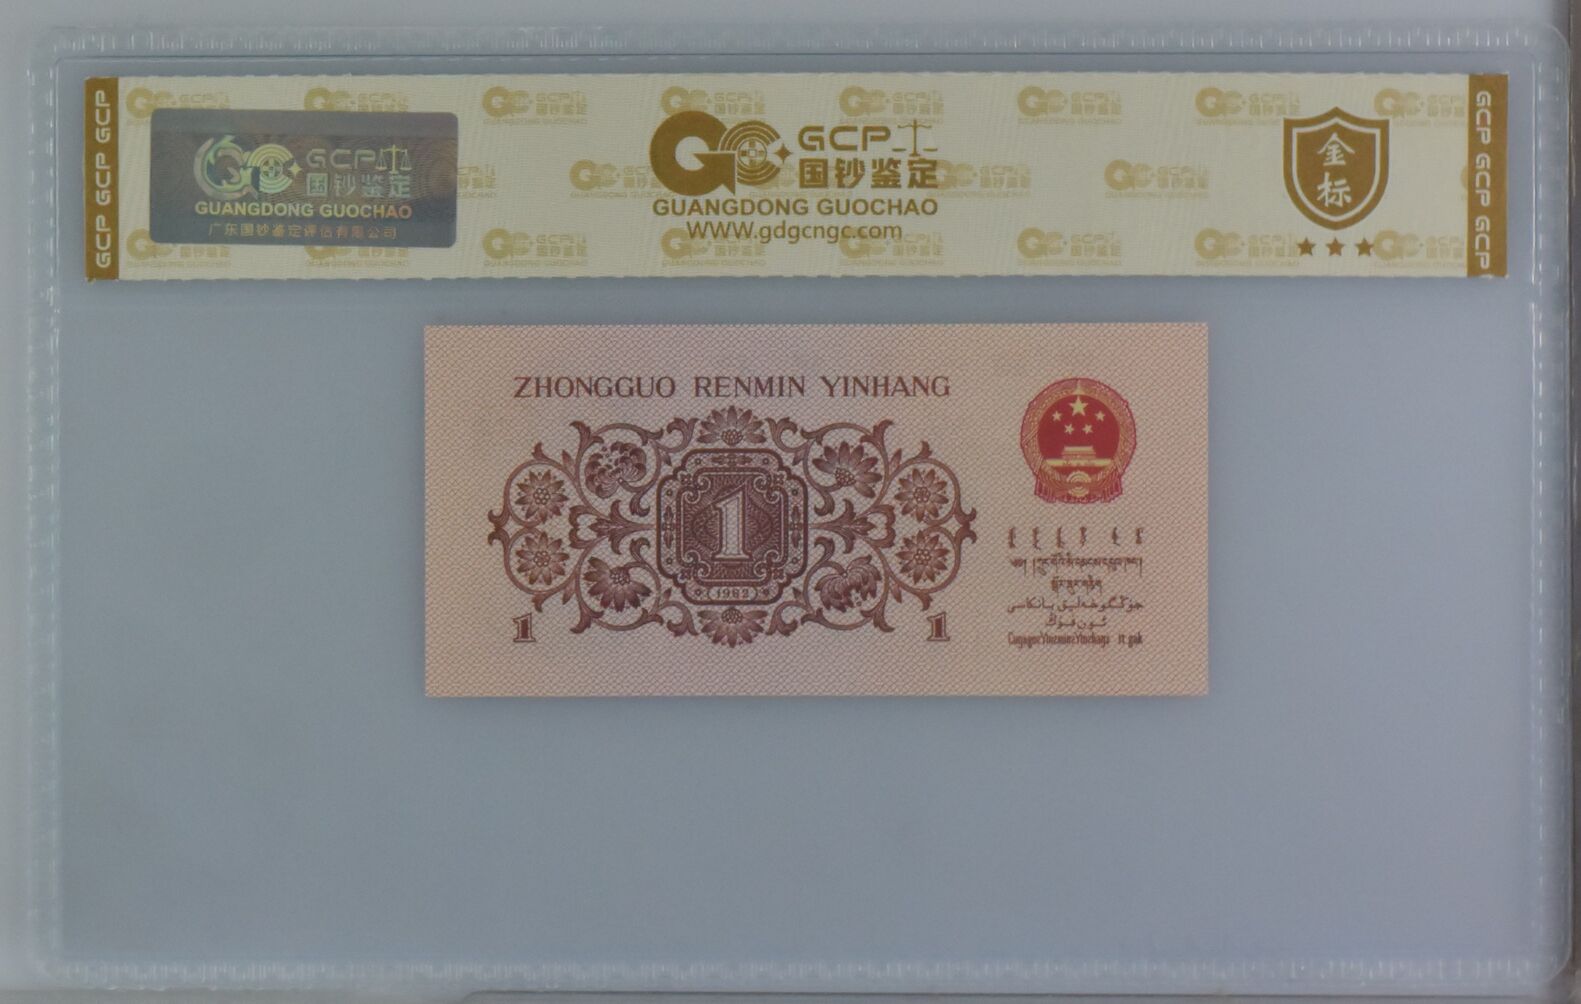 GCP GCP GCP
GCP
国钞鉴定
GUANGDONG GUOCHAO
广东国钞鉴定评估有限公司
GCP
国钞鉴定
GUANGDONG GUOCHAO
WWW.gdgcngc.com
金
标
GCP GCP GCP
ZHONGGUO RENMIN YINHANG
1
(1962)
1
1
جۇڭگوخەلىق بانكاسى